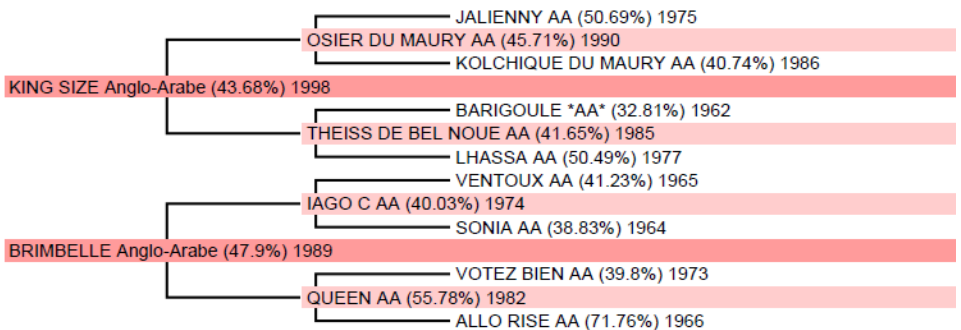 JALIENNY AA (50.69%) 1975
OSIER DU MAURY AA (45.71%) 1990
KOLCHIQUE DU MAURY AA (40.74%) 1986
KING SIZE Anglo-Arabe (43.68%) 1998
BARIGOULE *AA* (32.81%) 1962
THEISS DE BEL NOUE AA (41.65%) 1985
LHASSA AA (50.49%) 1977
VENTOUX AA (41.23%) 1965
IAGO C AA (40.03%) 1974
SONIA AA (38.83%) 1964
BRIMBELLE Anglo-Arabe (47.9%) 1989
VOTEZ BIEN AA (39.8%) 1973
QUEEN AA (55.78%) 1982
ALLO RISE AA (71.76%) 1966